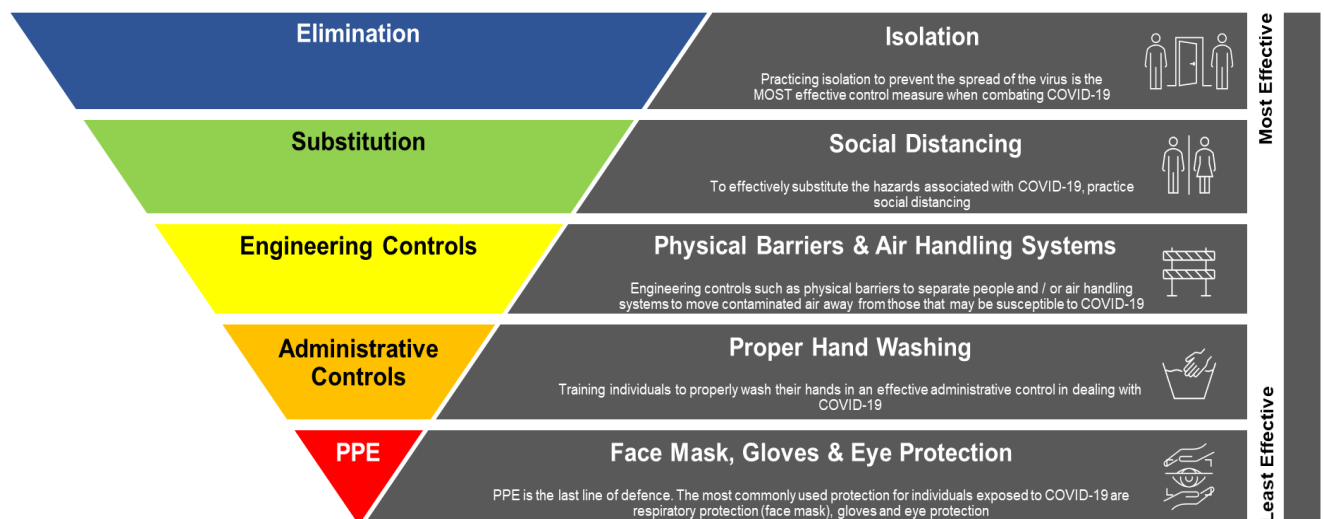 Elimination
Isolation
Practicing isolation to prevent the spread of the virus is the
MOST effective control measure when combating COVID-19
Substitution
Social Distancing
To effectively substitute the hazards associated with COVID-19, practice
social distancing
Engineering Controls
Physical Barriers & Air Handling Systems
Engineering controls such as physical barriers to separate people and / or air handling
systems to move contaminated air away from those that may be susceptible to COVID-19
Administrative
Controls
Proper Hand Washing
Training individuals to properly wash their hands in an effective administrative control in dealing with
COVID-19
PPE
Face Mask, Gloves & Eye Protection
PPE is the last line of defence. The most commonly used protection for individuals exposed to COVID-19 are
respiratory protection (face mask), gloves and eye protection
Most Effective
Least Effective